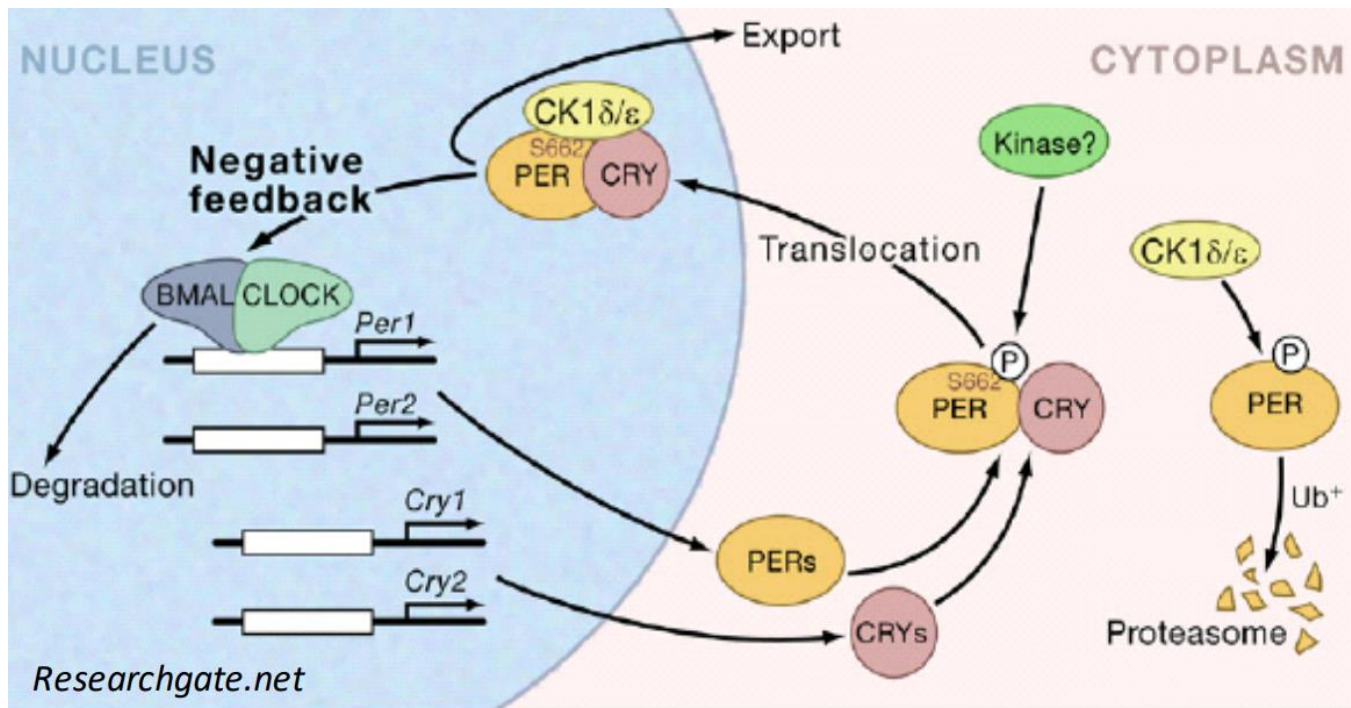 NUCLEUS
Export
CYTOPLASM
CK1δ/ε
S662
PER
CRY
Kinase?
Negative
feedback
Translocation
CK1δ/ε
BMAL
CLOCK
Per1
P
P
S662
PER
CRY
PER
Per2
Degradation
Ub⁺
Cry1
PERs
Cry2
CRYs
Proteasome
Researchgate.net